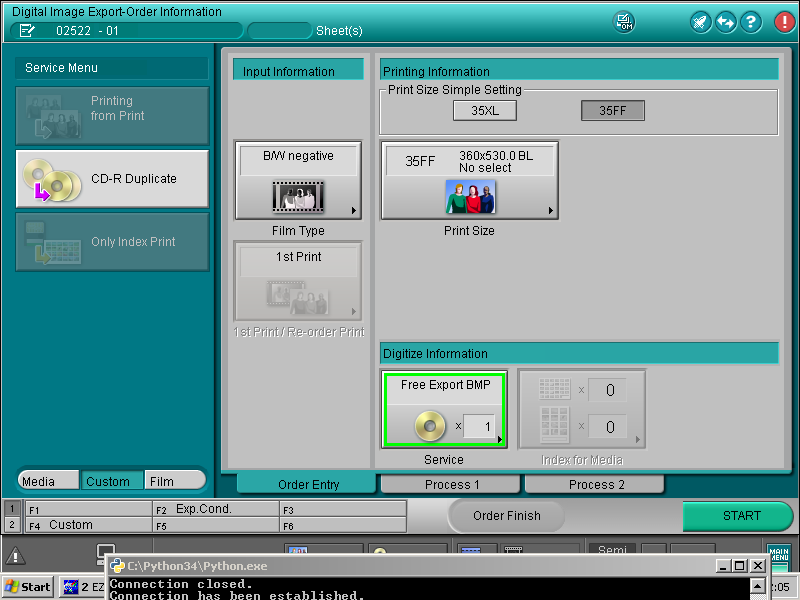 Digital Image Export-Order Information
02522 - 01
Sheet(s)
DM
?
!
Service Menu
Printing
from Print
CD-R Duplicate
Only Index Print
Media
Custom
Film
Input Information
B/W negative
Film Type
1st Print
1st Print / Re-order Print
Printing Information
Print Size Simple Setting
35XL
35FF
35FF
360x530.0 BL
No select
Print Size
Digitize Information
Free Export BMP
x
1
Service
x
0
x
0
Index for Media
Order Entry
Process 1
Process 2
1
F1
F2 Exp.Cond.
F3
2
F4 Custom
F5
F6
Order Finish
START
Semi
MAIN
MENU
C:\Python34\Python.exe
Connection closed.
Connection has been established.
Start
2 EZ
:05